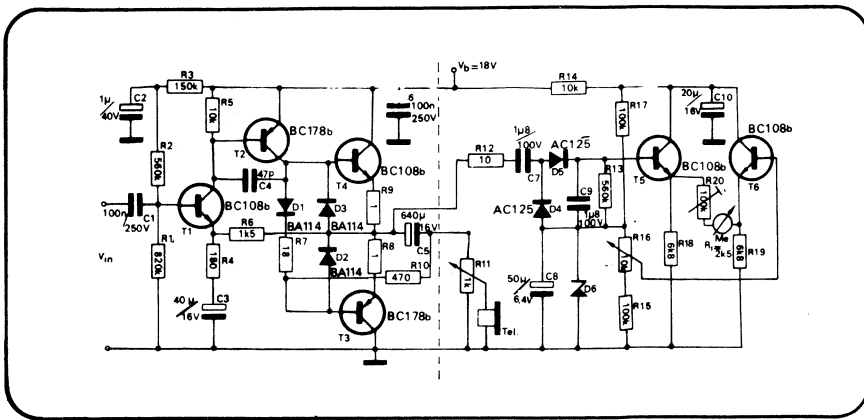 Vb=18V
R3
150k
R14
10k
1µ
40V
C2
R5
10k
6
100n
250V
R17
100k
20µ
16V
C10
R2
560k
T2
BC178b
BC108b
T4
47p
C4
R12
10
1µ8
100V
C7
AC125
D5
R13
560k
BC108b
T5
BC108b
T6
R20
100k
100n
C1
250V
T1
BC108b
D1
D3
R9
1
R6
1k5
BA114
BA114
640µ
16V
C5
AC125
D4
C9
1µ8
100V
Vin
R1
820k
R4
180
R7
18
D2
BA114
R8
1
R10
470
R11
1k
R16
10k
R18
6k8
Me
Ri=
2k5
R19
6k8
40µ
16V
C3
BC178b
T3
50µ
6,4V
C8
D6
R15
100k
Tel.